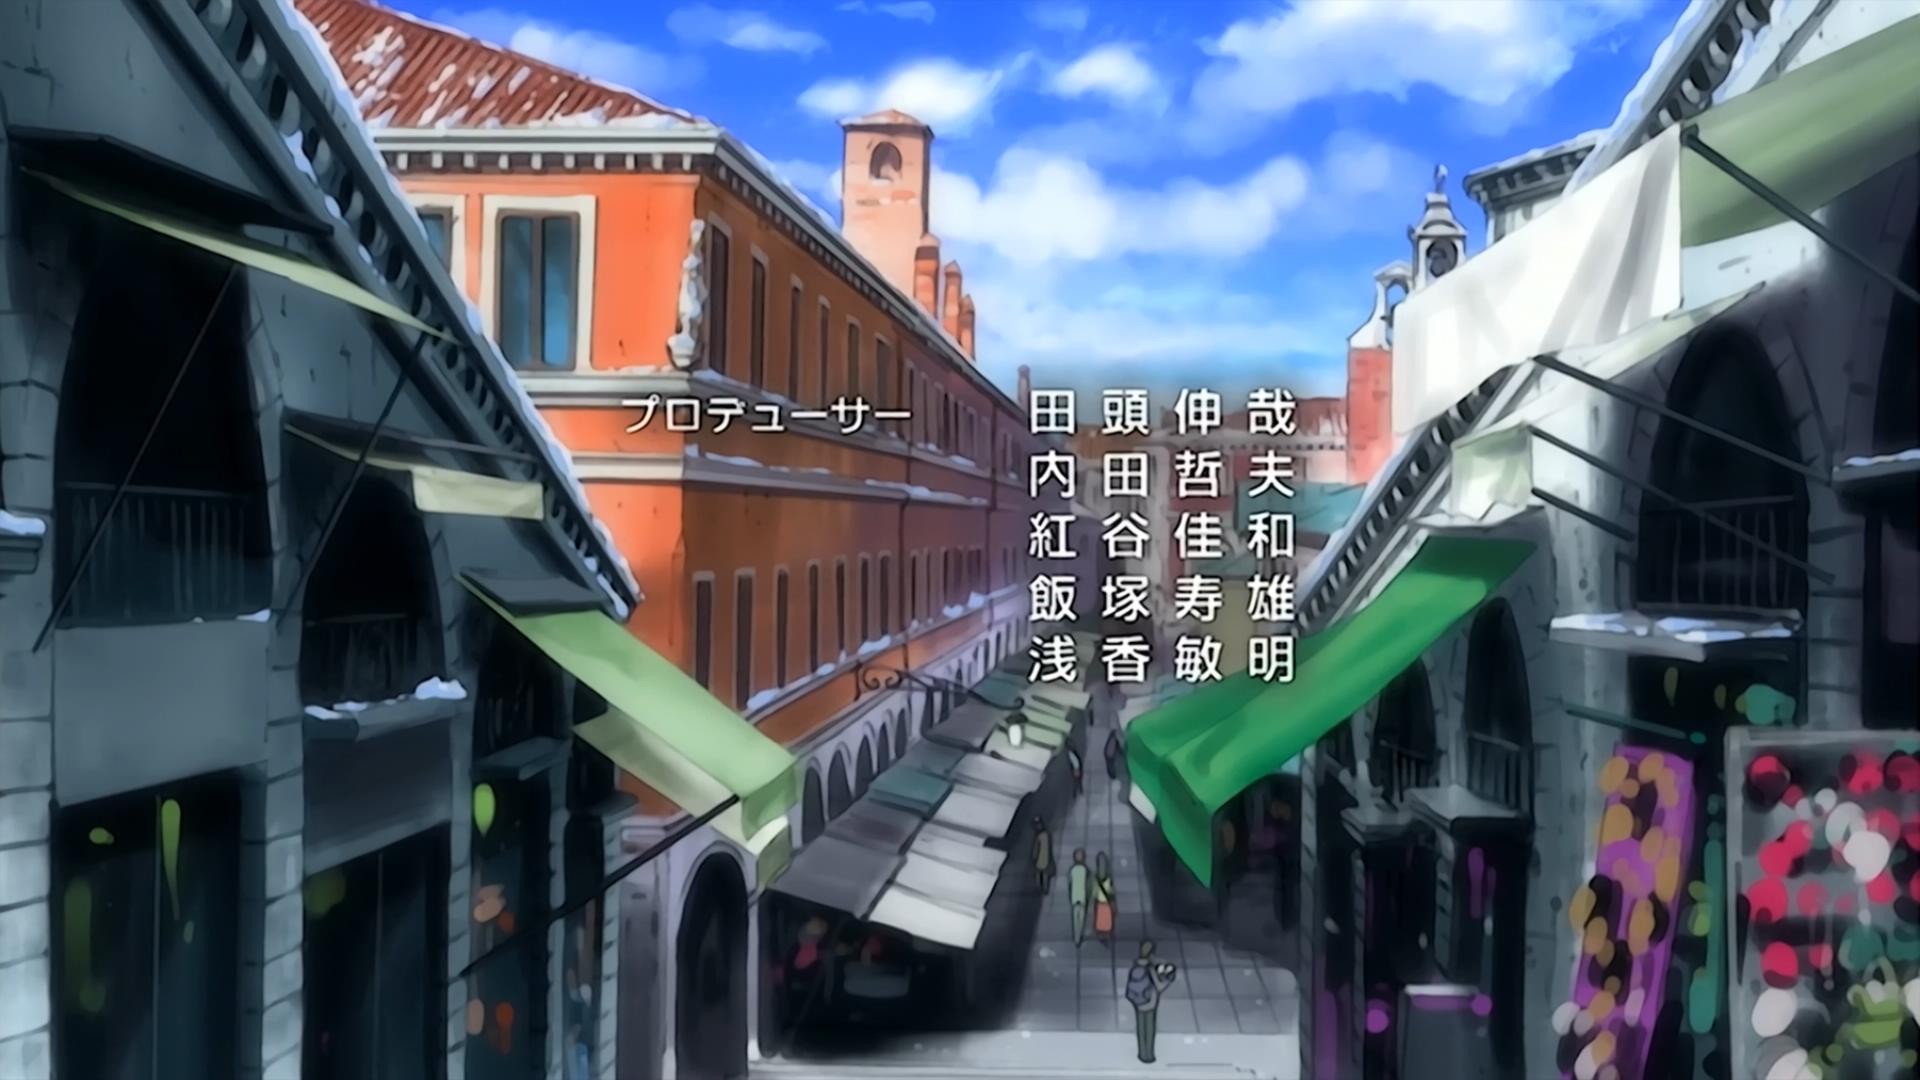 プロデューサー 田頭伸哉
内田哲夫
紅谷佳和
飯塚寿雄
浅香敏明